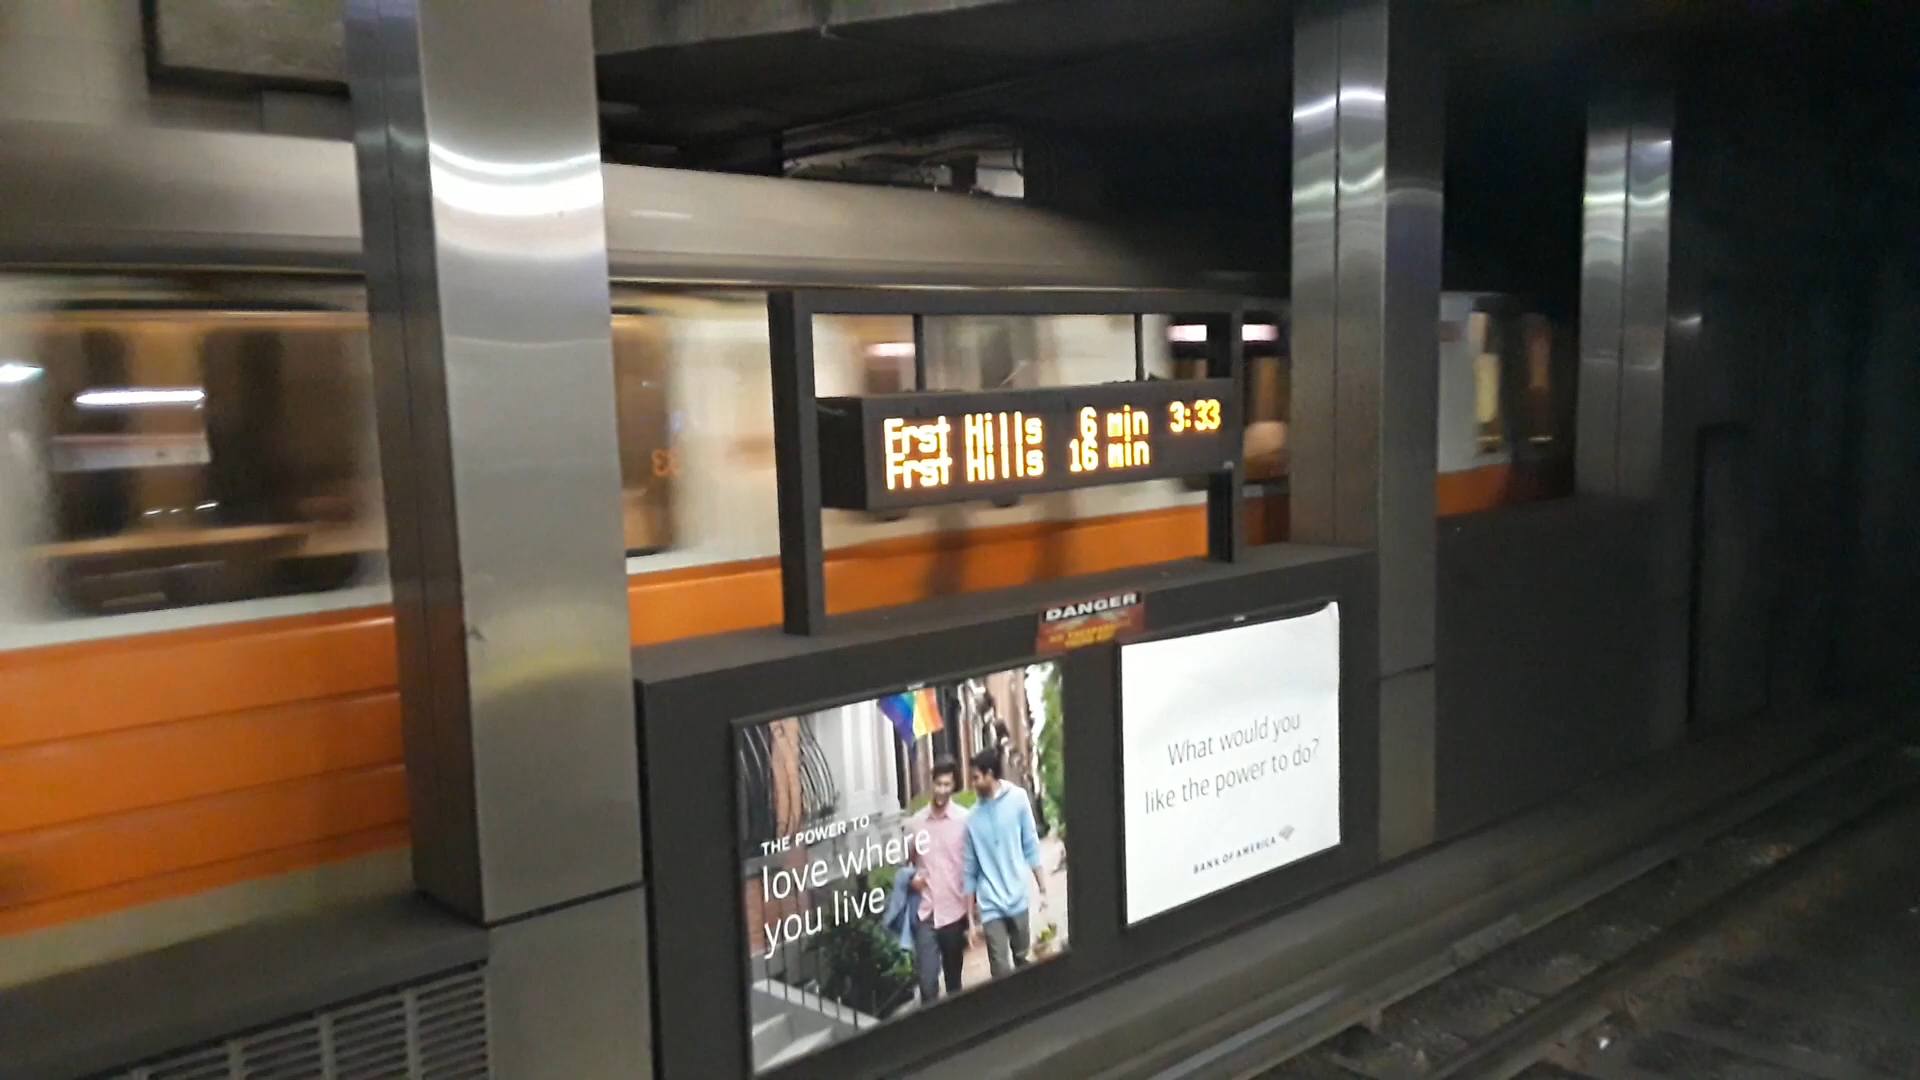 Frst Hills 6 min 3:33
Frst Hills 16 min
DANGER
THE POWER TO
love where
you live
What would you
like the power to do?
BANK OF AMERICA